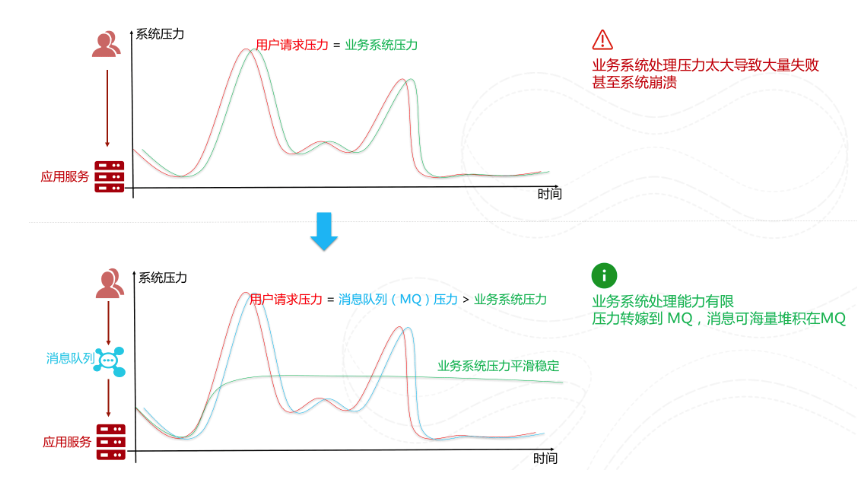 系统压力
用户请求压力 = 业务系统压力
业务系统处理压力太大导致大量失败
甚至系统崩溃
应用服务
时间
系统压力
用户请求压力 = 消息队列（MQ）压力 > 业务系统压力
业务系统处理能力有限
压力转嫁到 MQ，消息可海量堆积在MQ
消息队列
业务系统压力平滑稳定
应用服务
时间